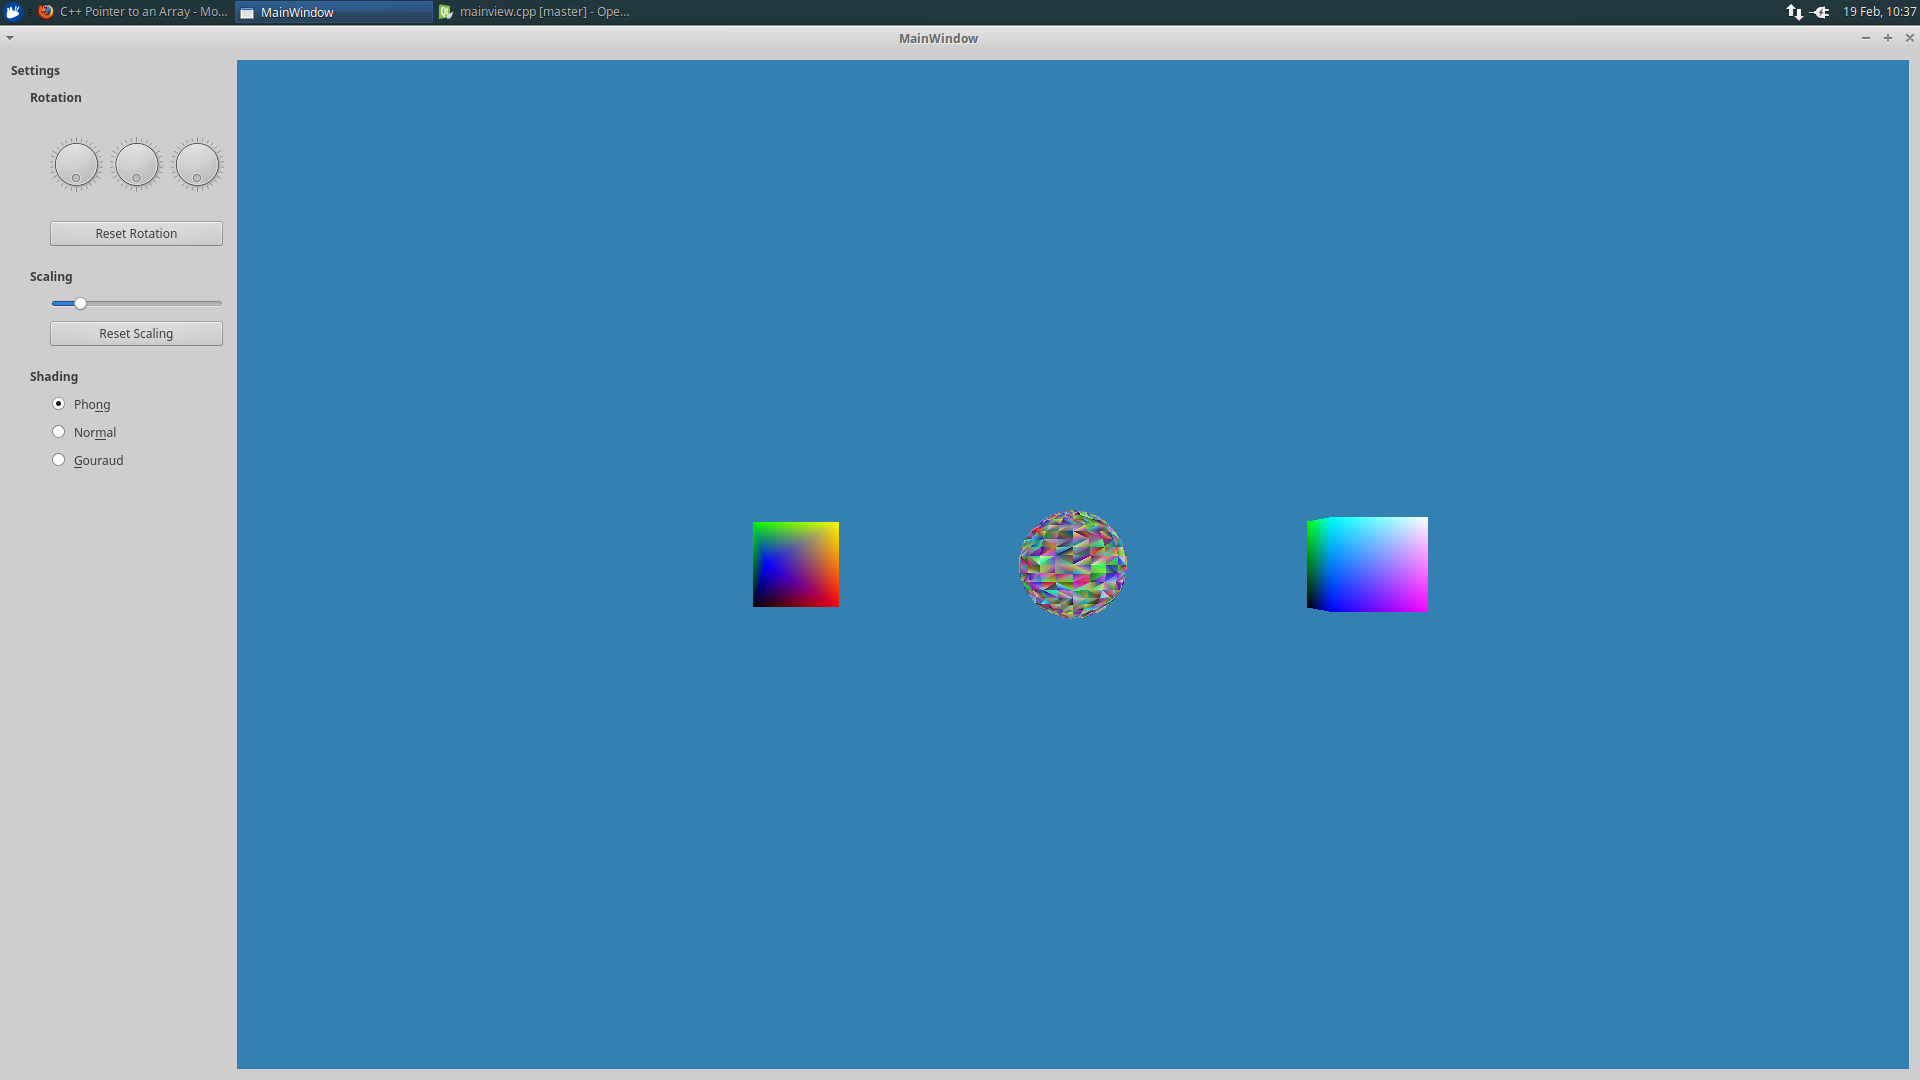 C++ Pointer to an Array - Mo...
MainWindow
mainview.cpp [master] - Ope...
19 Feb, 10:37
MainWindow
Settings
Rotation
Reset Rotation
Scaling
Reset Scaling
Shading
Phong
Normal
Gouraud